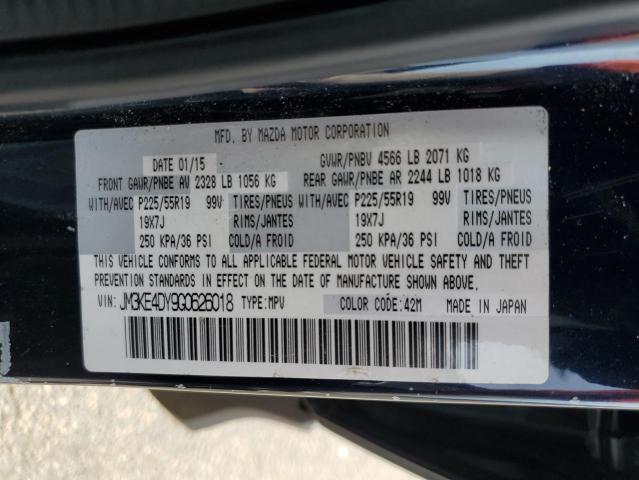 MFD. BY MAZDA MOTOR CORPORATION
DATE 01/15 - GVWR/PNBV 4566 LB 2071 KG
FRONT GAWR/PNBE AV 2328 LB 1056 KG REAR GAWR/PNBE AR 2244 LB 1018 KG
WITH/AVEC P225/55R19 99V TIRES/PNEUS WITH/AVEC P225/55R19 99V TIRES/PNEUS
19X7J RIMS/JANTES 19X7J RIMS/JANTES
250 KPA/36 PSI COLD/A FROID 250 KPA/36 PSI COLD/A FROID
THIS VEHICLE CONFORMS TO ALL APPLICABLE FEDERAL MOTOR VEHICLE SAFETY AND THEFT
PREVENTION STANDARDS IN EFFECT ON THE DATE OF MANUFACTURE SHOWN ABOVE.
VIN: JM3KE4DY9G0626018 TYPE:MPV COLOR CODE:42M MADE IN JAPAN